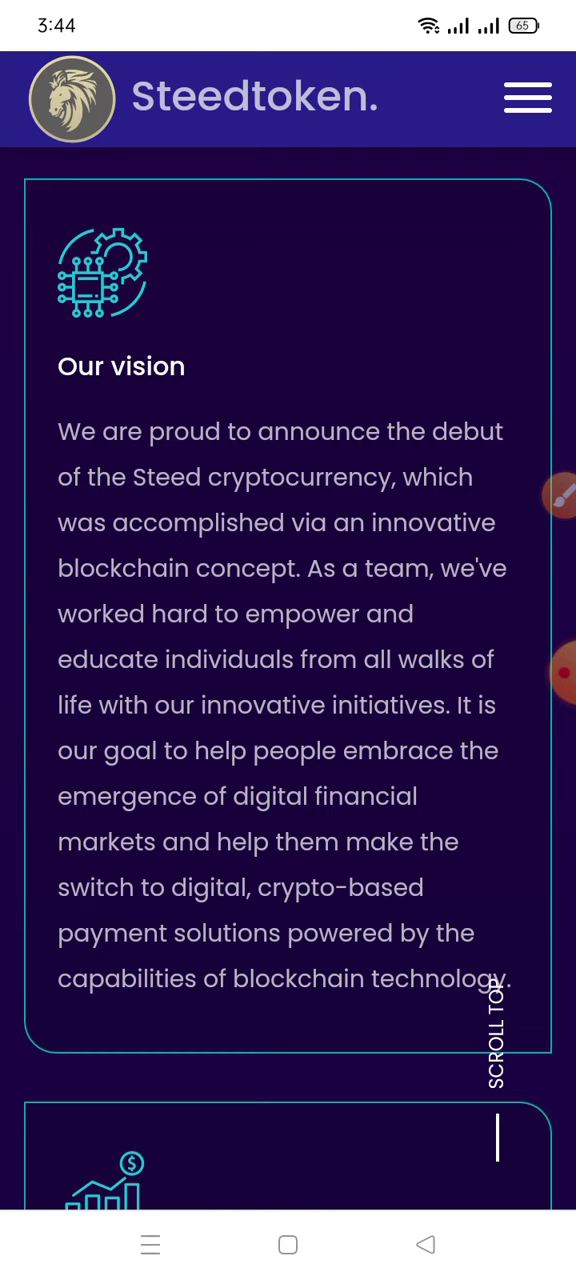 3:44
65
Steedtoken.
Our vision
We are proud to announce the debut
of the Steed cryptocurrency, which
was accomplished via an innovative
blockchain concept. As a team, we've
worked hard to empower and
educate individuals from all walks of
life with our innovative initiatives. It is
our goal to help people embrace the
emergence of digital financial
markets and help them make the
switch to digital, crypto-based
payment solutions powered by the
capabilities of blockchain technology.
SCROLL TOP
$